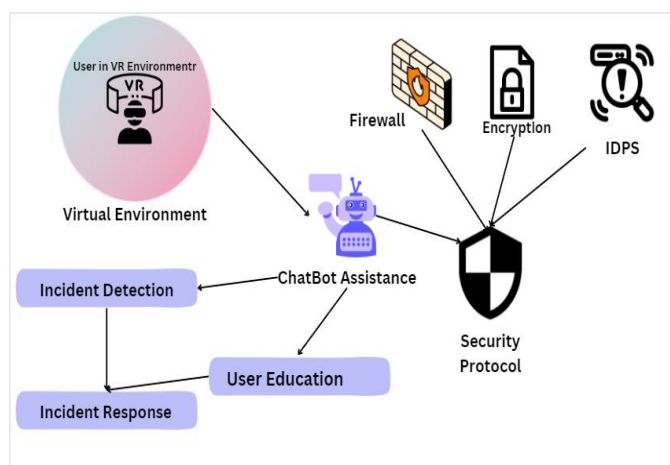 User in VR Environmentr
VR
Virtual Environment
Firewall
Encryption
IDPS
ChatBot Assistance
Security
Protocol
Incident Detection
User Education
Incident Response